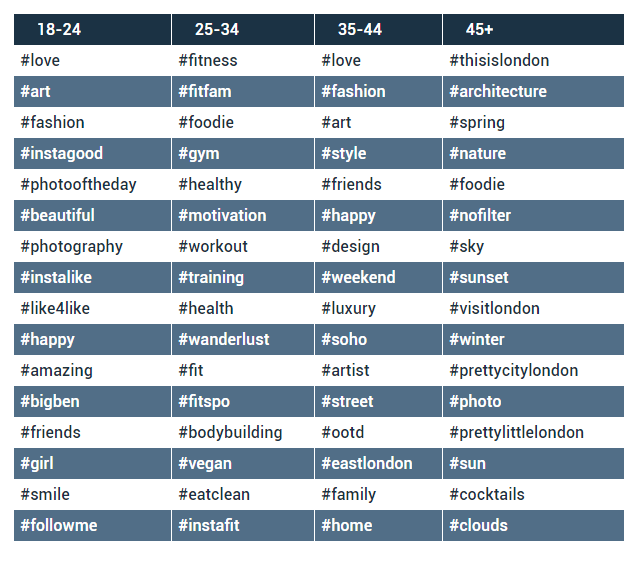 18-24 25-34 35-44 45+
#love #fitness #love #thisislondon
#art #fitfam #fashion #architecture
#fashion #foodie #art #spring
#instagood #gym #style #nature
#photooftheday #healthy #friends #foodie
#beautiful #motivation #happy #nofilter
#photography #workout #design #sky
#instalike #training #weekend #sunset
#like4like #health #luxury #visitlondon
#happy #wanderlust #soho #winter
#amazing #fit #artist #prettycitylondon
#bigben #fitspo #street #photo
#friends #bodybuilding #ootd #prettylittlelondon
#girl #vegan #eastlondon #sun
#smile #eatclean #family #cocktails
#followme #instafit #home #clouds